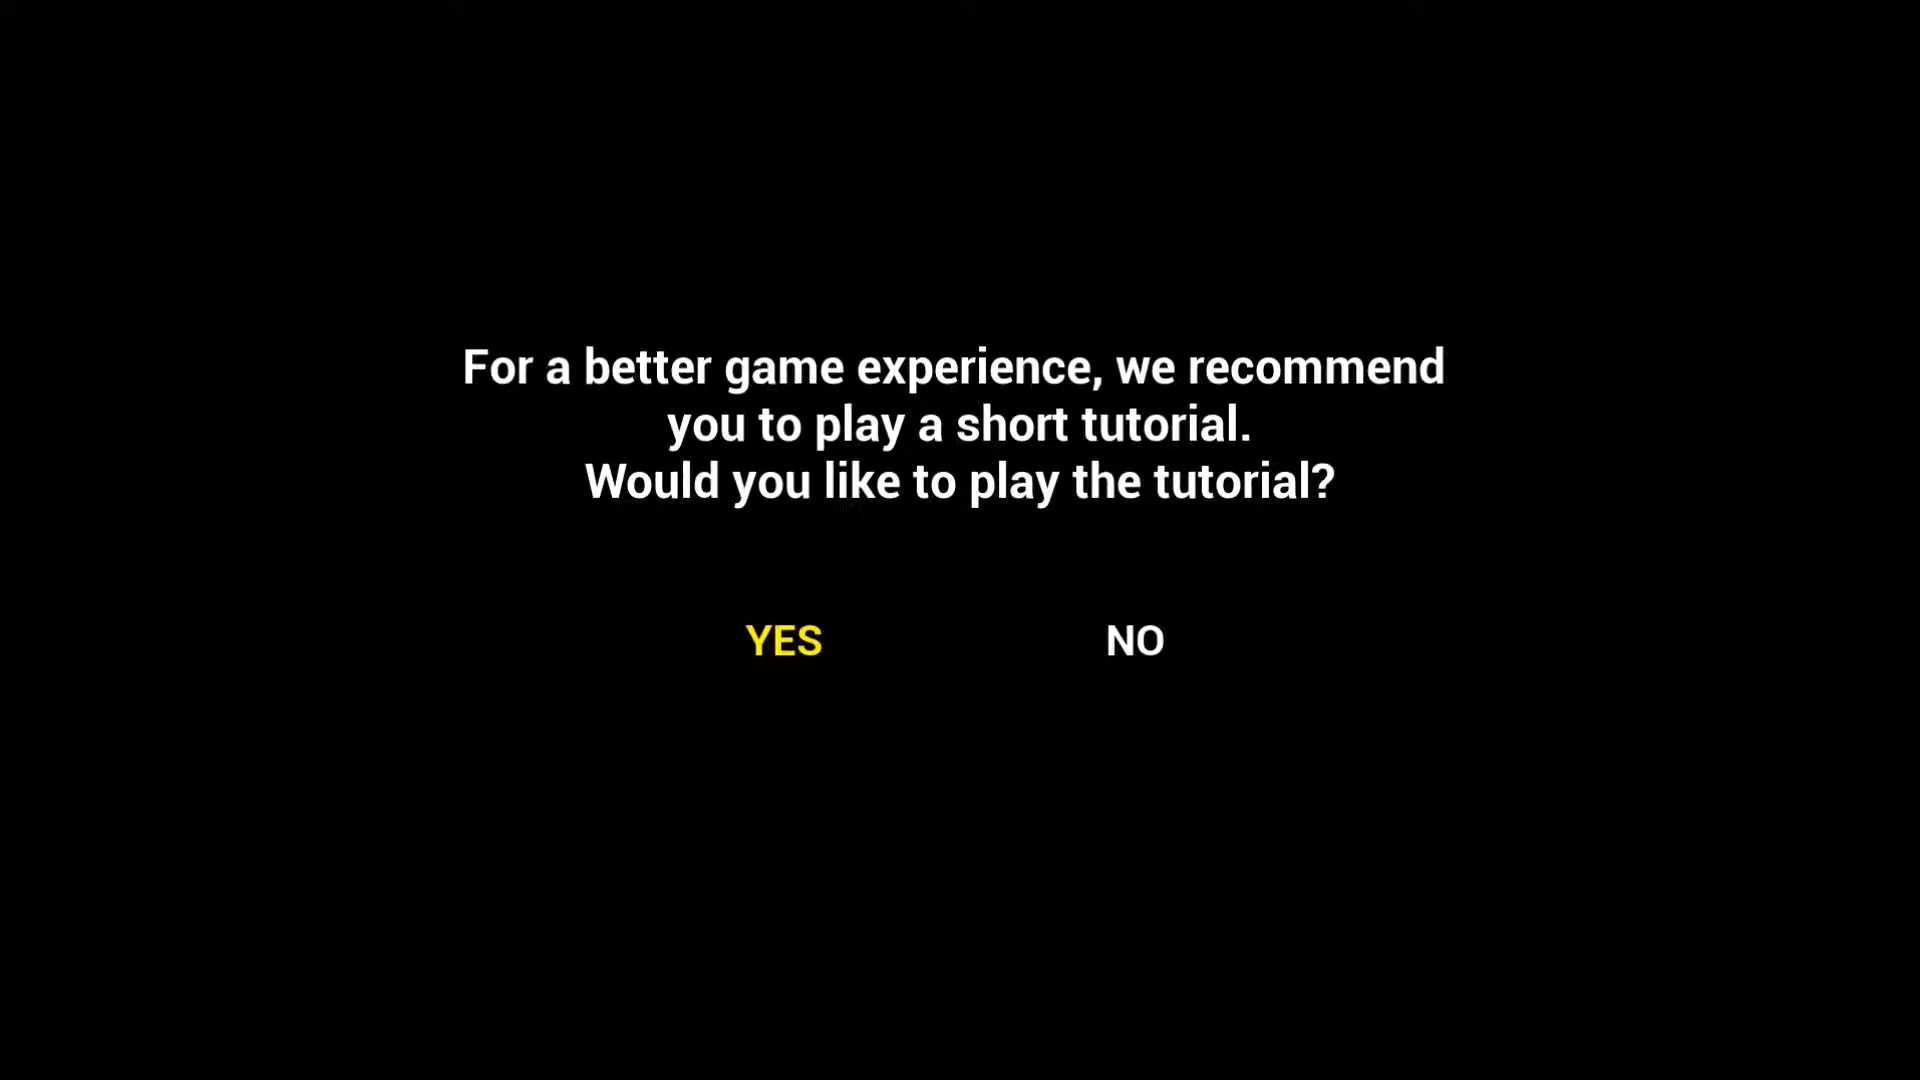 For a better game experience, we recommend
you to play a short tutorial.
Would you like to play the tutorial?
YES NO